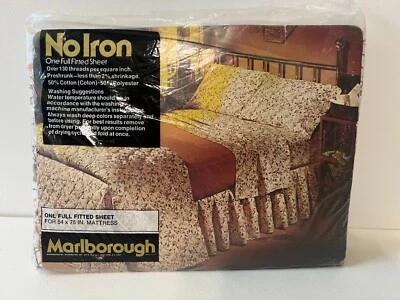 No Iron
One Full Fitted Sheet
Over 130 threads per square inch.
Preshrunk—less than 2% shrinkage.
50% Cotton (Colon) • 50% Polyester
Washing Suggestions
Water temperature should be in
accordance with the washing
machine manufacturer's instructions.
Always wash deep colors separately and
before using. For best results remove
from dryer promptly upon completion
of drying cycle and fold at once.
ONE FULL FITTED SHEET
FOR 54 x 75 IN. MATTRESS
Marlborough